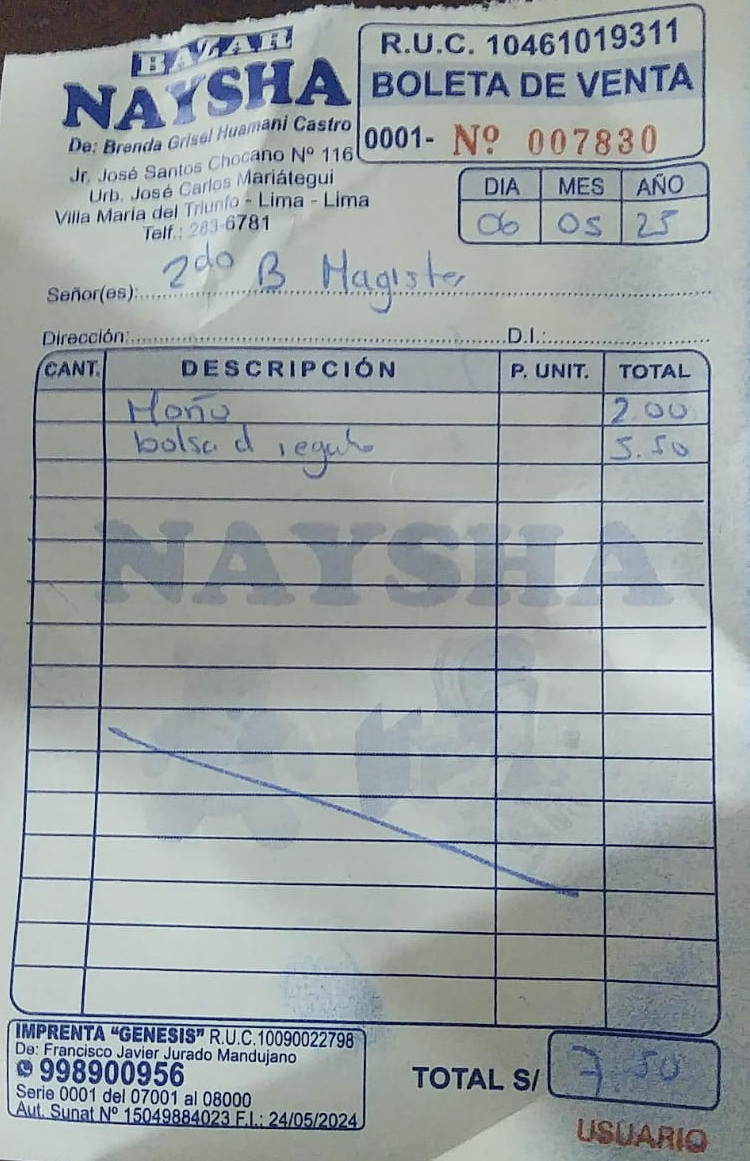 BAZAR
NAYSHA
De: Brenda Grisel Huamani Castro
Jr. José Santos Chocano Nº 116
Urb. José Carlos Mariátegui
Villa Maria del Triunfo - Lima - Lima
Telf.: 283-6781
R.U.C. 10461019311
BOLETA DE VENTA
0001- Nº 007830
DIA MES AÑO
06 05 25
Señor(es): 2do B Magister
Dirección: D.I.:
CANT. DESCRIPCIÓN P. UNIT. TOTAL
Moño 2.00
bolsa d regalo 5.50
NAYSHA
IMPRENTA "GENESIS" R.U.C.10090022798
De: Francisco Javier Jurado Mandujano
998900956
Serie 0001 del 07001 al 08000
Aut. Sunat Nº 15049884023 F.I.: 24/05/2024
TOTAL S/ 7.50
USUARIO